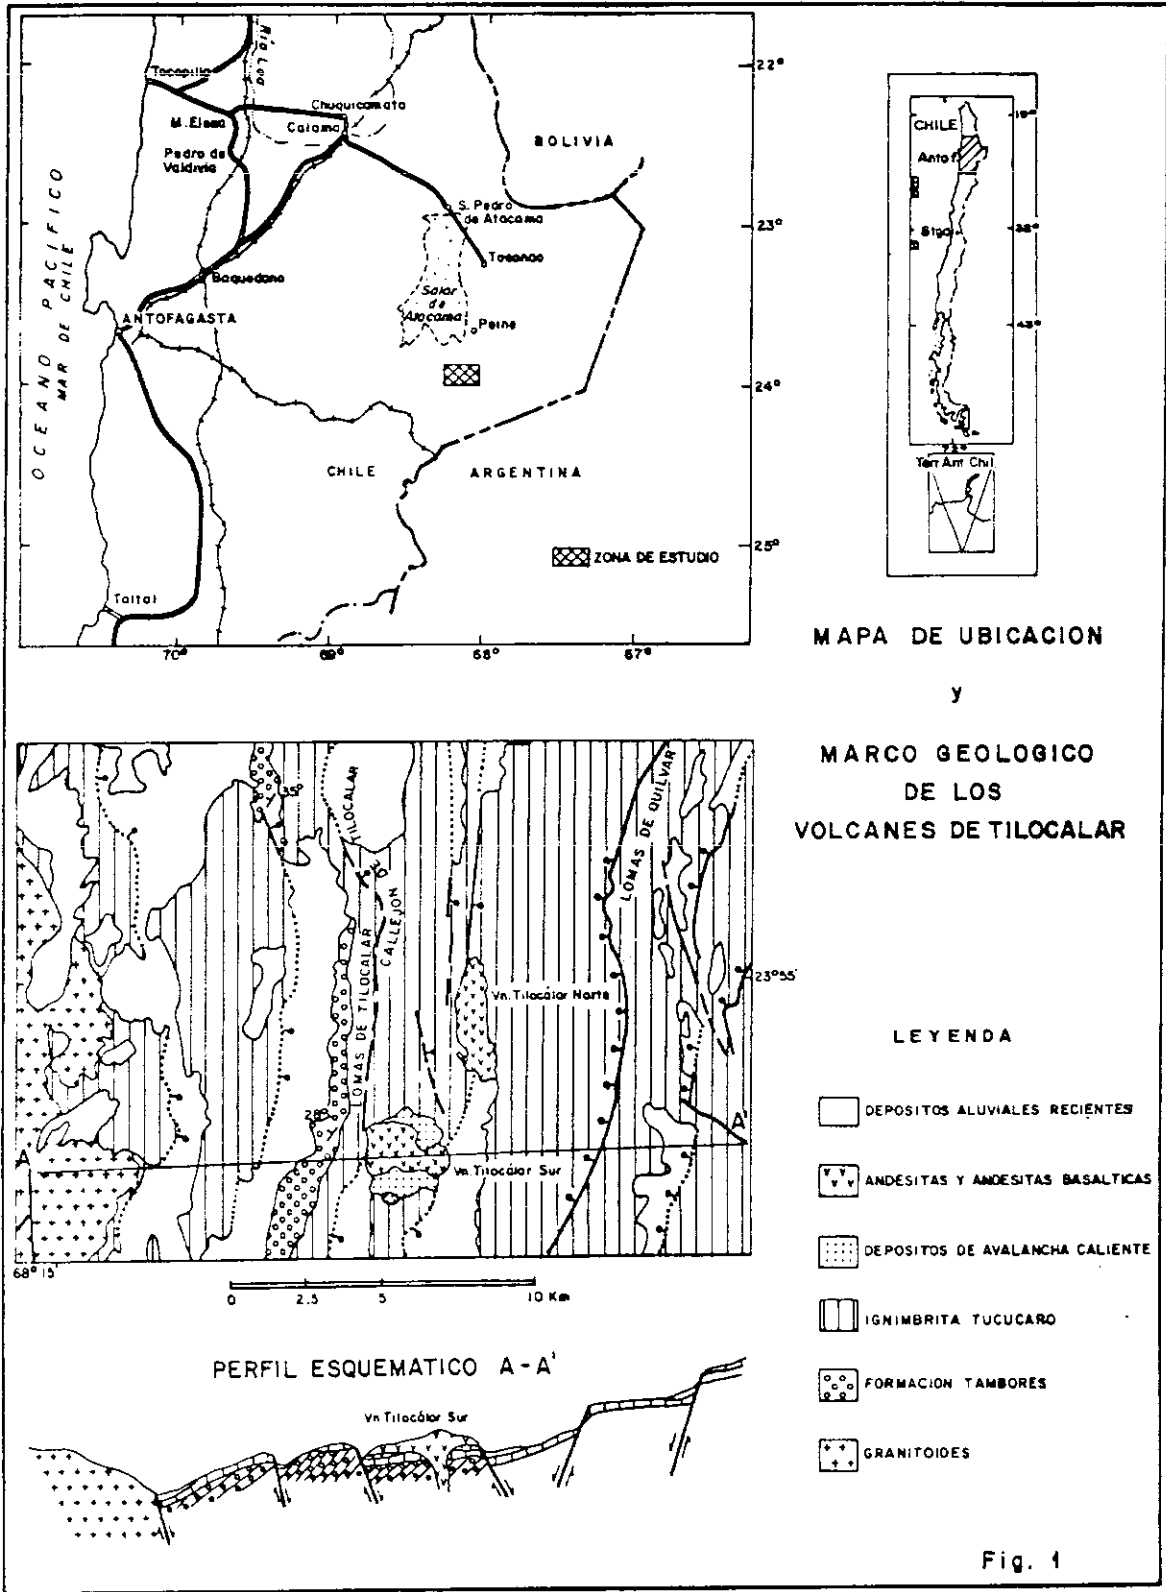 Tocopilla
RIO LOA
Chuquicamata
M. Elena
Calama
Pedro de
Valdivia
BOLIVIA
S. Pedro
de Atacama
Toconao
Baquedano
Salar
de
Atacama
Peine
ANTOFAGASTA
OCEANO PACIFICO
MAR DE CHILE
CHILE
ARGENTINA
ZONA DE ESTUDIO
Taltal
22°
23°
24°
25°
70°
69°
68°
67°
CHILE
Antof.
Stgo.
43°
Terr. Ant. Chil.
MAPA DE UBICACION
y
MARCO GEOLOGICO
DE LOS
VOLCANES DE TILOCALAR
35°
TILOCALAR
CALLEJON
LOMAS DE TILOCALAR
LOMAS DE QUILVAR
Vn. Tilocálar Norte
23°55'
28°
A
A'
Vn. Tilocálar Sur
68°15'
0
2.5
5
10 Km
LEYENDA
DEPOSITOS ALUVIALES RECIENTES
ANDESITAS Y ANDESITAS BASALTICAS
DEPOSITOS DE AVALANCHA CALIENTE
IGNIMBRITA TUCUCARO
FORMACION TAMBORES
GRANITOIDES
PERFIL ESQUEMATICO A-A'
Vn. Tilocálar Sur
Fig. 1